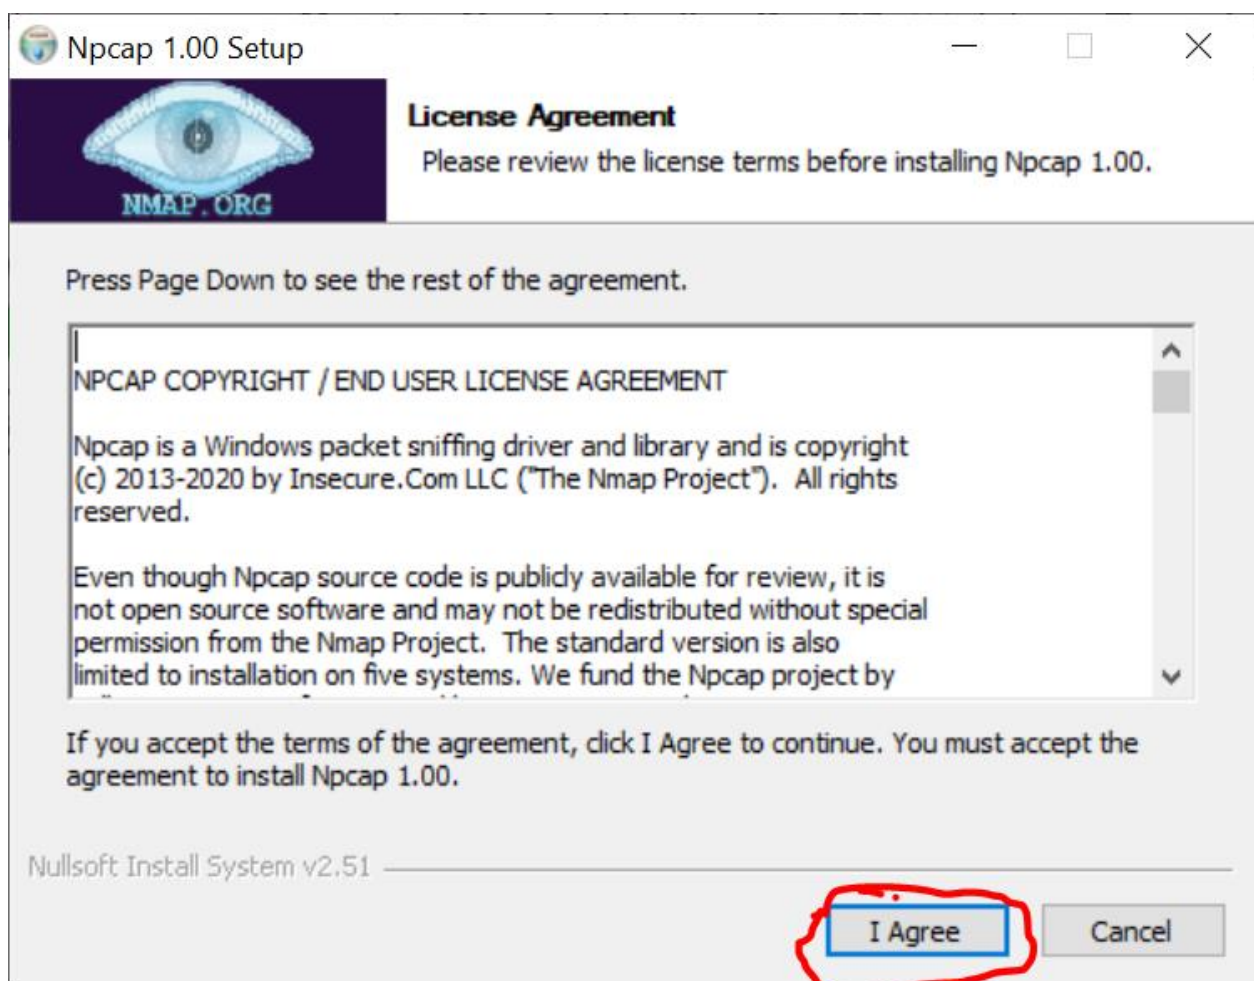 Npcap 1.00 Setup
NMAP.ORG
License Agreement
Please review the license terms before installing Npcap 1.00.
Press Page Down to see the rest of the agreement.
NPCAP COPYRIGHT / END USER LICENSE AGREEMENT
Npcap is a Windows packet sniffing driver and library and is copyright
(c) 2013-2020 by Insecure.Com LLC ("The Nmap Project").  All rights
reserved.
Even though Npcap source code is publicly available for review, it is
not open source software and may not be redistributed without special
permission from the Nmap Project.  The standard version is also
limited to installation on five systems. We fund the Npcap project by
If you accept the terms of the agreement, click I Agree to continue. You must accept the
agreement to install Npcap 1.00.
Nullsoft Install System v2.51
I Agree
Cancel